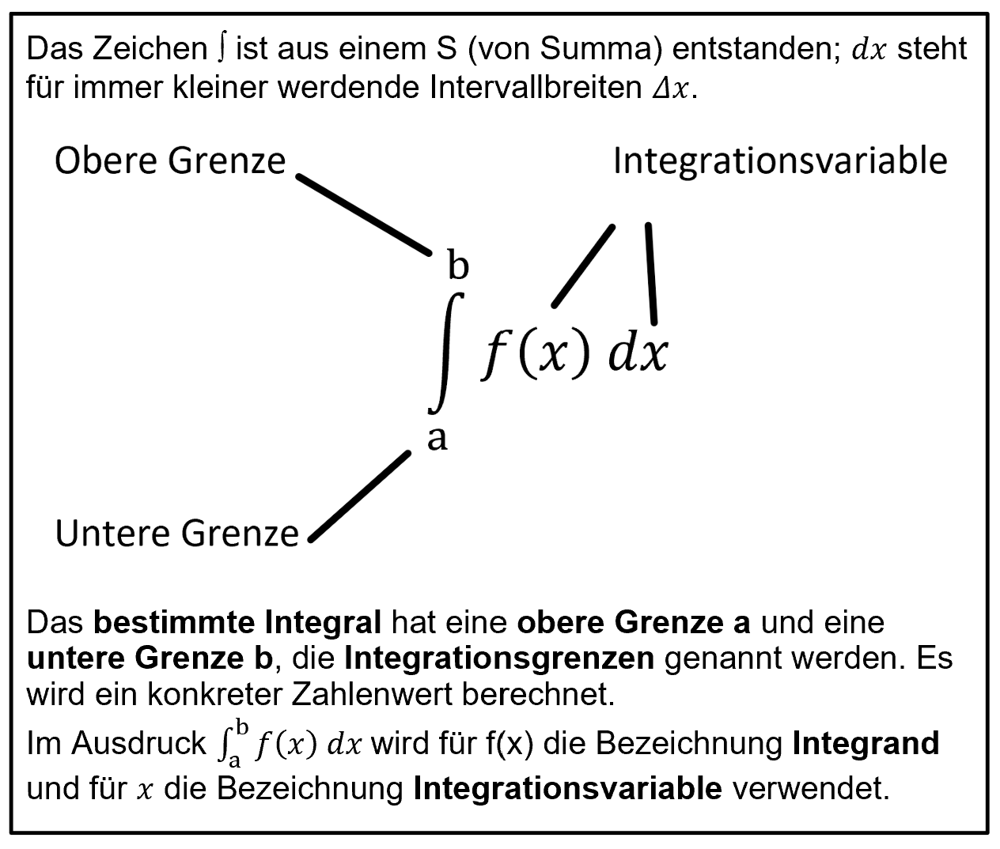 Das Zeichen ∫ ist aus einem S (von Summa) entstanden; dx steht
für immer kleiner werdende Intervallbreiten Δx.
Obere Grenze
Integrationsvariable
b
∫ f(x) dx
a
Untere Grenze
Das bestimmte Integral hat eine obere Grenze a und eine
untere Grenze b, die Integrationsgrenzen genannt werden. Es
wird ein konkreter Zahlenwert berechnet.
Im Ausdruck ∫ₐᵇ f(x) dx wird für f(x) die Bezeichnung Integrand
und für x die Bezeichnung Integrationsvariable verwendet.